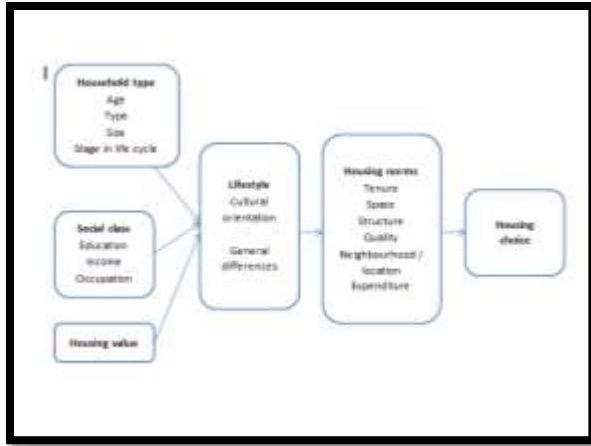 Household type
Age
Type
Size
Stage in life cycle
Social class
Education
Income
Occupation
Housing value
Lifestyle
Cultural
orientation
General
differences
Housing norms
Tenure
Space
Structure
Quality
Neighbourhood /
location
Expenditure
Housing
choice